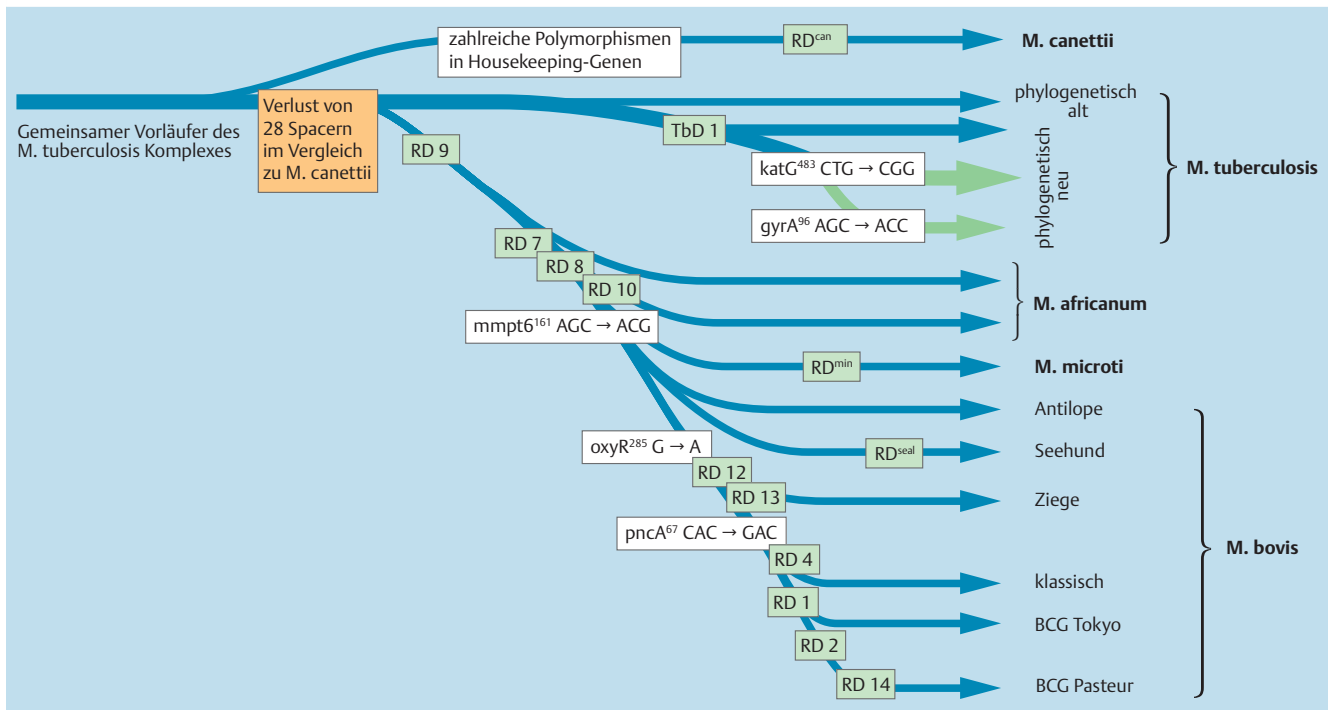 zahlreiche Polymorphismen
in Housekeeping-Genen
RDcan
M. canettii
Gemeinsamer Vorläufer des
M. tuberculosis Komplexes
Verlust von
28 Spacern
im Vergleich
zu M. canettii
phylogenetisch
alt
TbD 1
RD 9
katG483 CTG → CGG
phylogenetisch
neu
M. tuberculosis
gyrA96 AGC → ACC
RD 7
RD 8
RD 10
M. africanum
mmpt6161 AGC → ACG
RDmin
M. microti
Antilope
oxyR285 G → A
RDseal
Seehund
RD 12
RD 13
Ziege
pncA67 CAC → GAC
M. bovis
RD 4
klassisch
RD 1
BCG Tokyo
RD 2
RD 14
BCG Pasteur